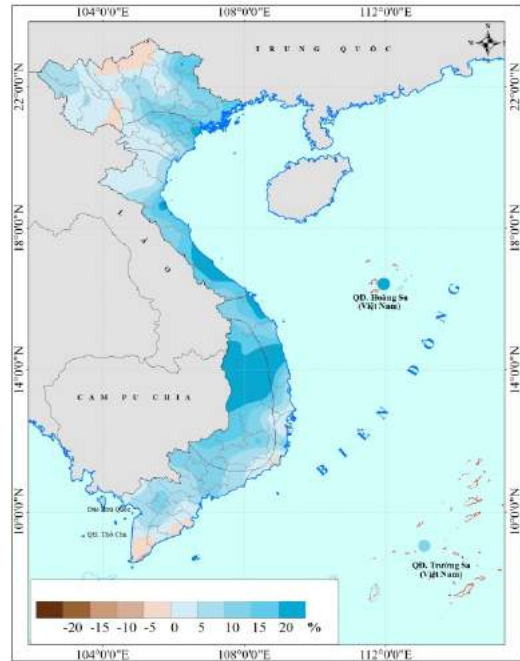 104°0'0"E 108°0'0"E 112°0'0"E
TRUNG QUỐC
22°0'0"N
22°0'0"N
18°0'0"N
18°0'0"N
LÀO
QĐ. Hoàng Sa
(Việt Nam)
BIỂN ĐÔNG
14°0'0"N
14°0'0"N
CAM PU CHIA
10°0'0"N
10°0'0"N
QĐ. Thổ Chu
QĐ. Trường Sa
(Việt Nam)
-20 -15 -10 -5 0 5 10 15 20 %
104°0'0"E 108°0'0"E 112°0'0"E